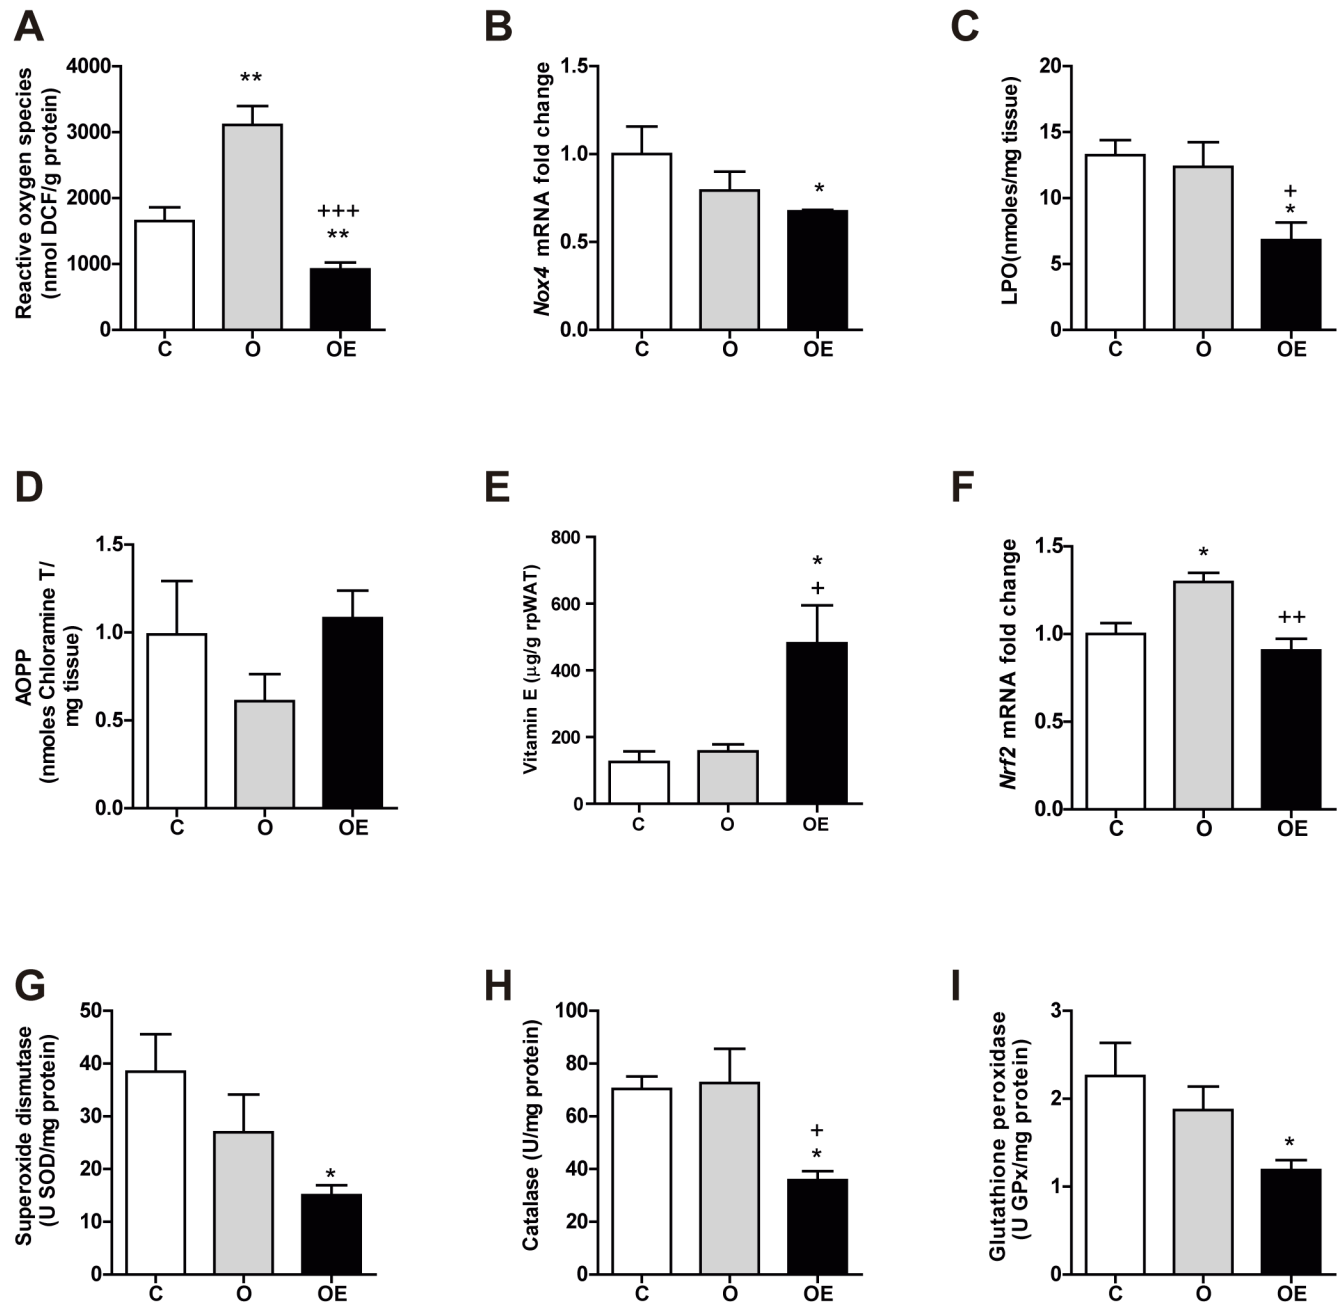 A
Reactive oxygen species
(nmol DCF/g protein)
4000
3000
2000
1000
0
**
+++
**
C O OE
B
Nox4 mRNA fold change
1.5
1.0
0.5
0.0
*
C O OE
C
LPO(nmoles/mg tissue)
20
15
10
5
0
+
*
C O OE
D
AOPP
(nmoles Chloramine T/
mg tissue)
1.5
1.0
0.5
0.0
C O OE
E
Vitamin E (µg/g rpWAT)
800
600
400
200
0
*
+
C O OE
F
Nrf2 mRNA fold change
1.5
1.0
0.5
0.0
*
++
C O OE
G
Superoxide dismutase
(U SOD/mg protein)
50
40
30
20
10
0
*
C O OE
H
Catalase (U/mg protein)
100
80
60
40
20
0
+
*
C O OE
I
Glutathione peroxidase
(U GPx/mg protein)
3
2
1
0
*
C O OE